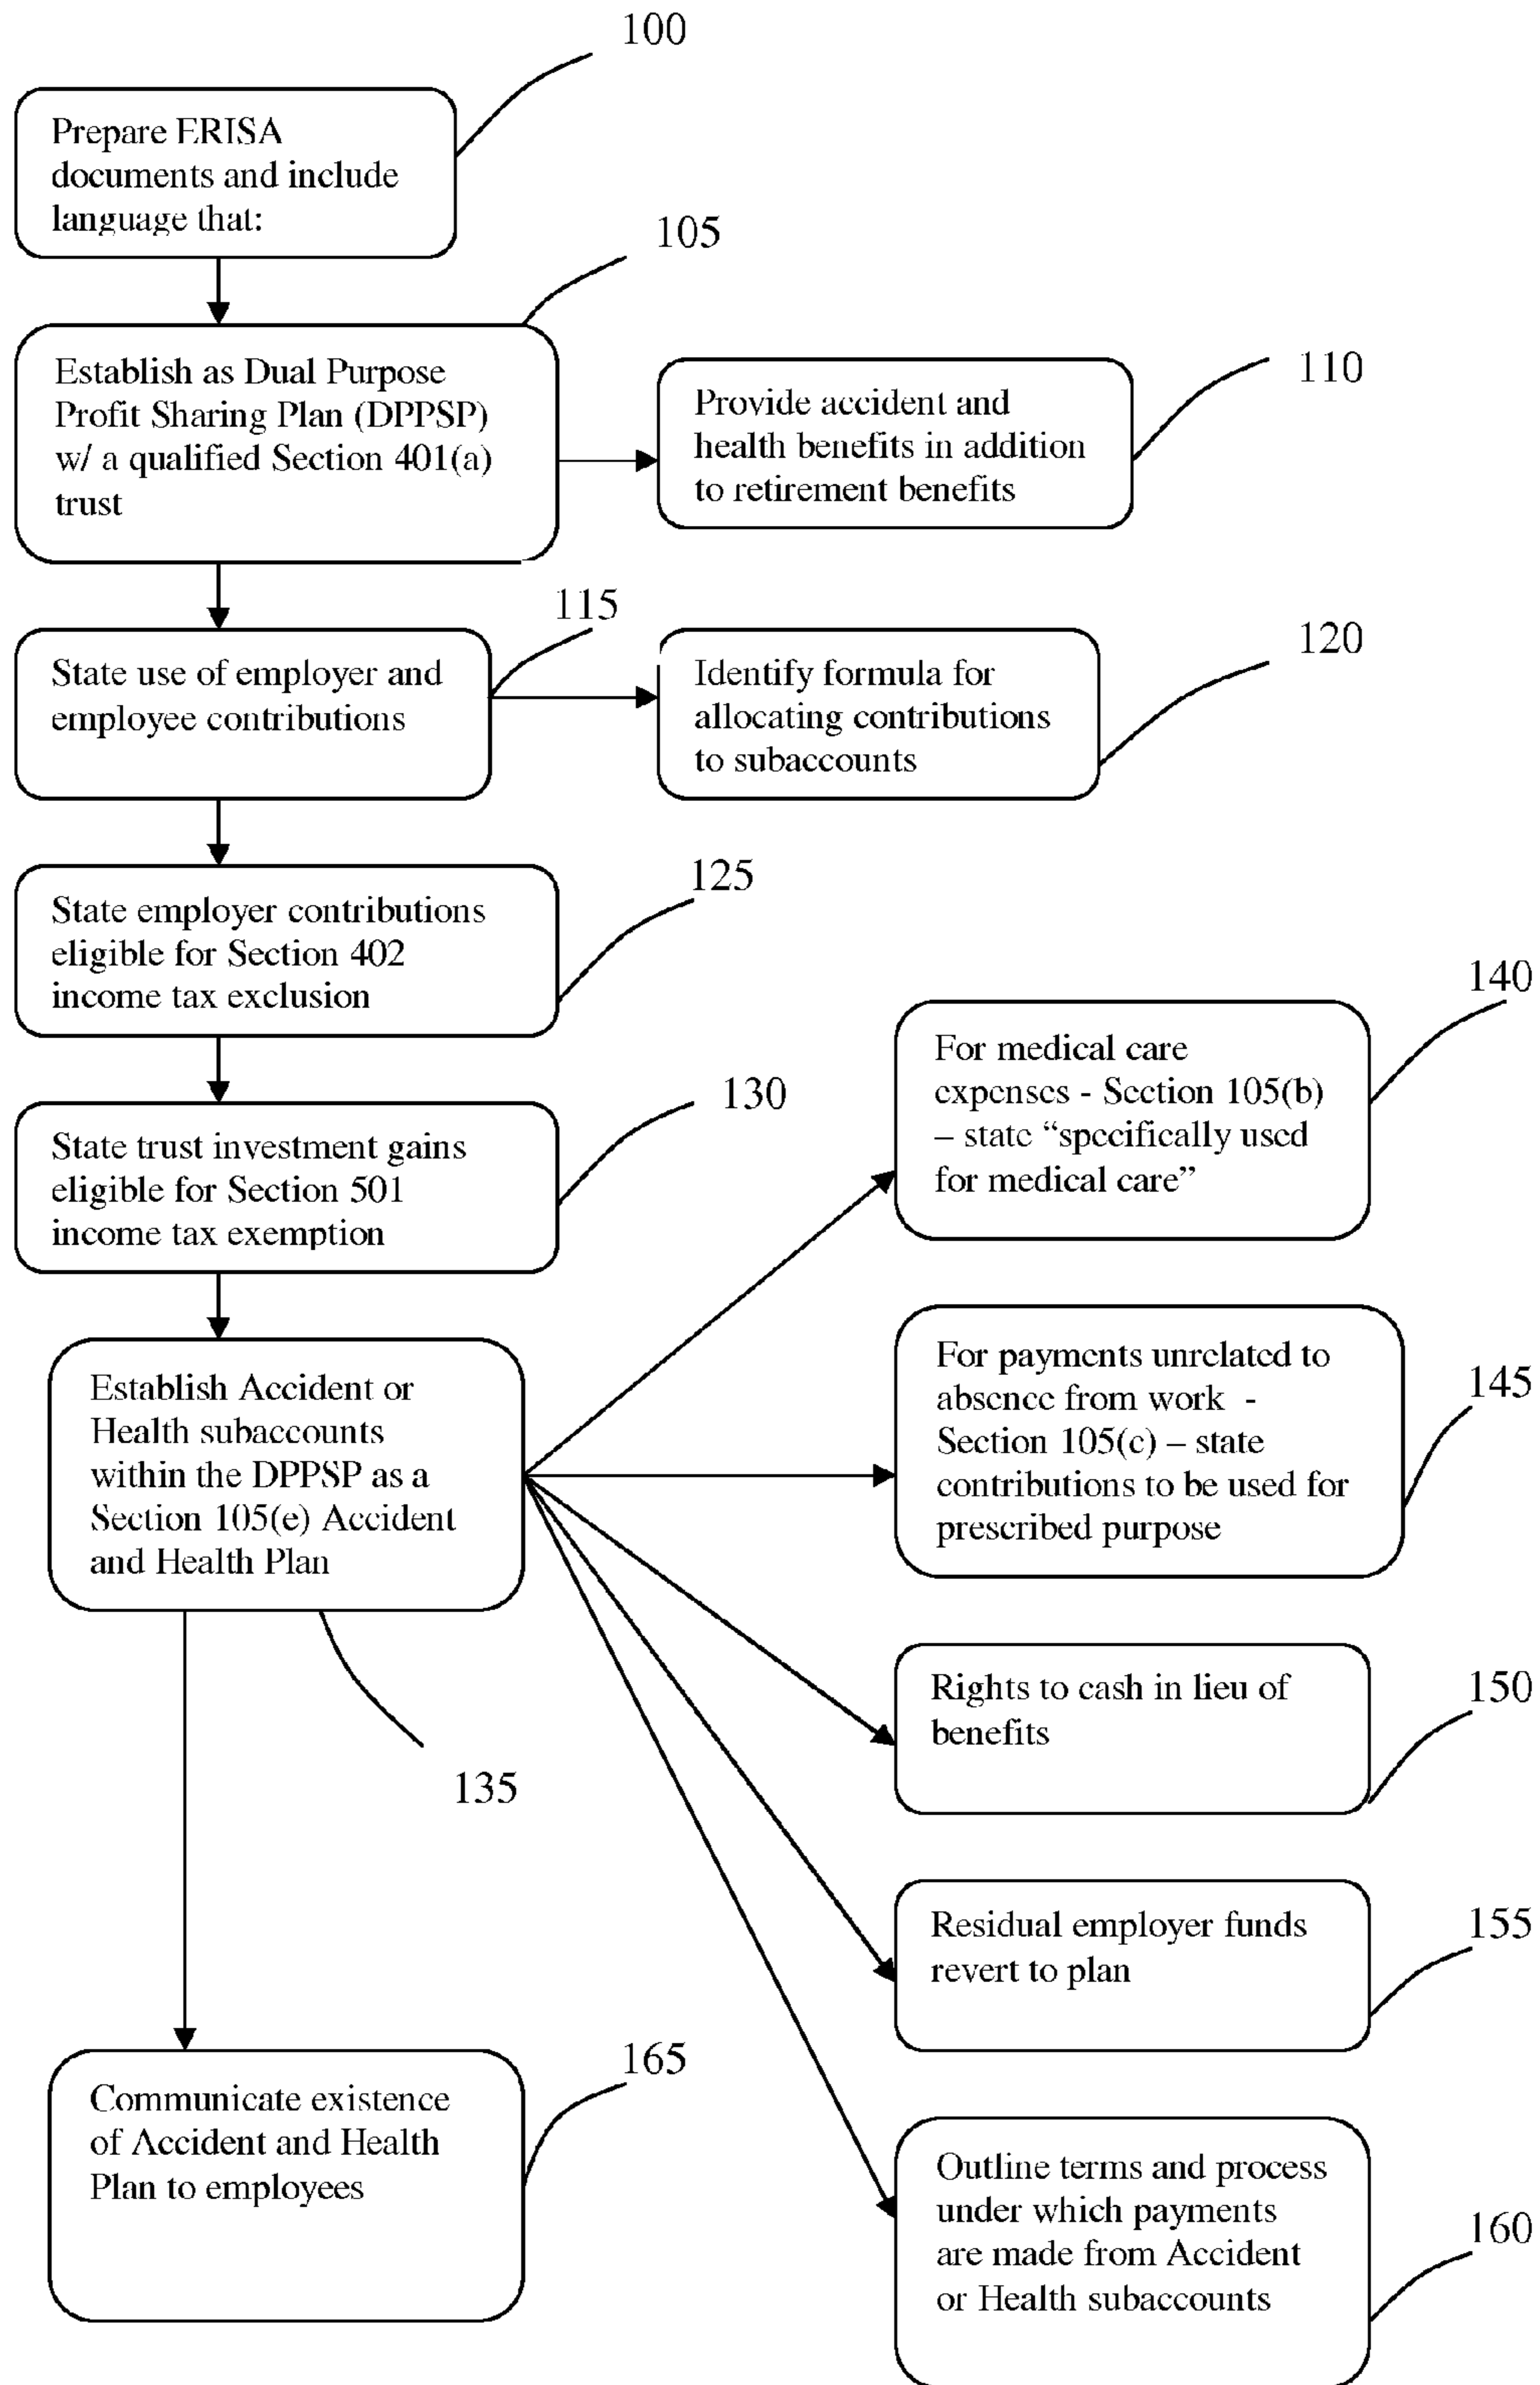 100
Prepare ERISA
documents and include
language that:
105
Establish as Dual Purpose
Profit Sharing Plan (DPPSP)
w/ a qualified Section 401(a)
trust
110
Provide accident and
health benefits in addition
to retirement benefits
115
State use of employer and
employee contributions
120
Identify formula for
allocating contributions
to subaccounts
125
State employer contributions
eligible for Section 402
income tax exclusion
130
State trust investment gains
eligible for Section 501
income tax exemption
135
Establish Accident or
Health subaccounts
within the DPPSP as a
Section 105(e) Accident
and Health Plan
140
For medical care
expenses - Section 105(b)
– state “specifically used
for medical care”
145
For payments unrelated to
absence from work -
Section 105(c) – state
contributions to be used for
prescribed purpose
150
Rights to cash in lieu of
benefits
155
Residual employer funds
revert to plan
160
Outline terms and process
under which payments
are made from Accident
or Health subaccounts
165
Communicate existence
of Accident and Health
Plan to employees